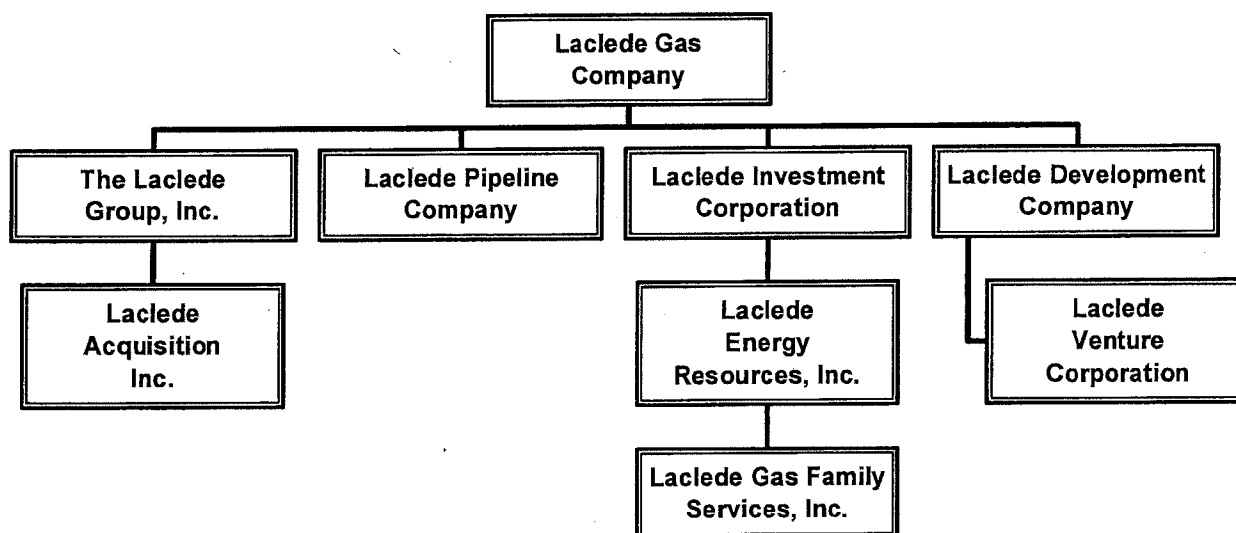 Laclede Gas
Company
The Laclede
Group, Inc.
Laclede Pipeline
Company
Laclede Investment
Corporation
Laclede Development
Company
Laclede
Acquisition
Inc.
Laclede
Energy
Resources, Inc.
Laclede
Venture
Corporation
Laclede Gas Family
Services, Inc.